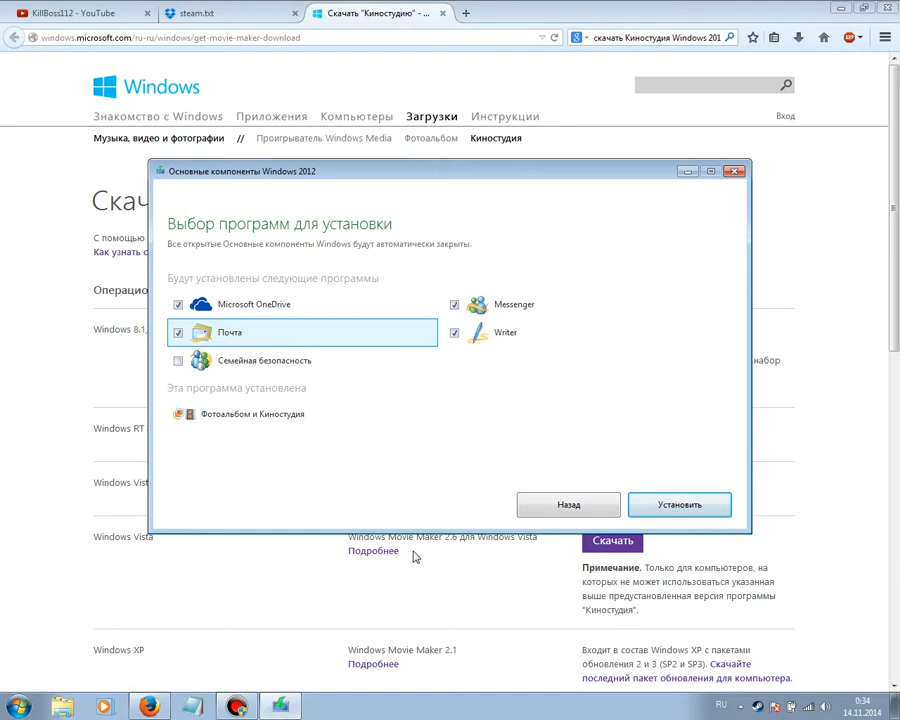 KillBoss112 - YouTube
steam.txt
Скачать "Киностудию" - ...
windows.microsoft.com/ru-ru/windows/get-movie-maker-download
скачать Киностудия Windows 201
Windows
Знакомство с Windows Приложения Компьютеры Загрузки Инструкции
Вход
Музыка, видео и фотографии // Проигрыватель Windows Media Фотоальбом Киностудия
Основные компоненты Windows 2012
Скач
С помощью
Как узнать о
Операцио
Windows 8.1,
набор
Windows RT
Windows Vist
Выбор программ для установки
Все открытые Основные компоненты Windows будут автоматически закрыты.
Будут установлены следующие программы
Microsoft OneDrive
Messenger
Почта
Writer
Семейная безопасность
Эта программа установлена
Фотоальбом и Киностудия
Назад
Установить
Windows Vista
Windows Movie Maker 2.6 для Windows Vista
Подробнее
Скачать
Примечание. Только для компьютеров, на
которых не может использоваться указанная
выше предустановленная версия программы
"Киностудия".
Windows XP
Windows Movie Maker 2.1
Подробнее
Входит в состав Windows XP с пакетами
обновления 2 и 3 (SP2 и SP3). Скачайте
последний пакет обновления для компьютера.
RU
0:34
14.11.2014